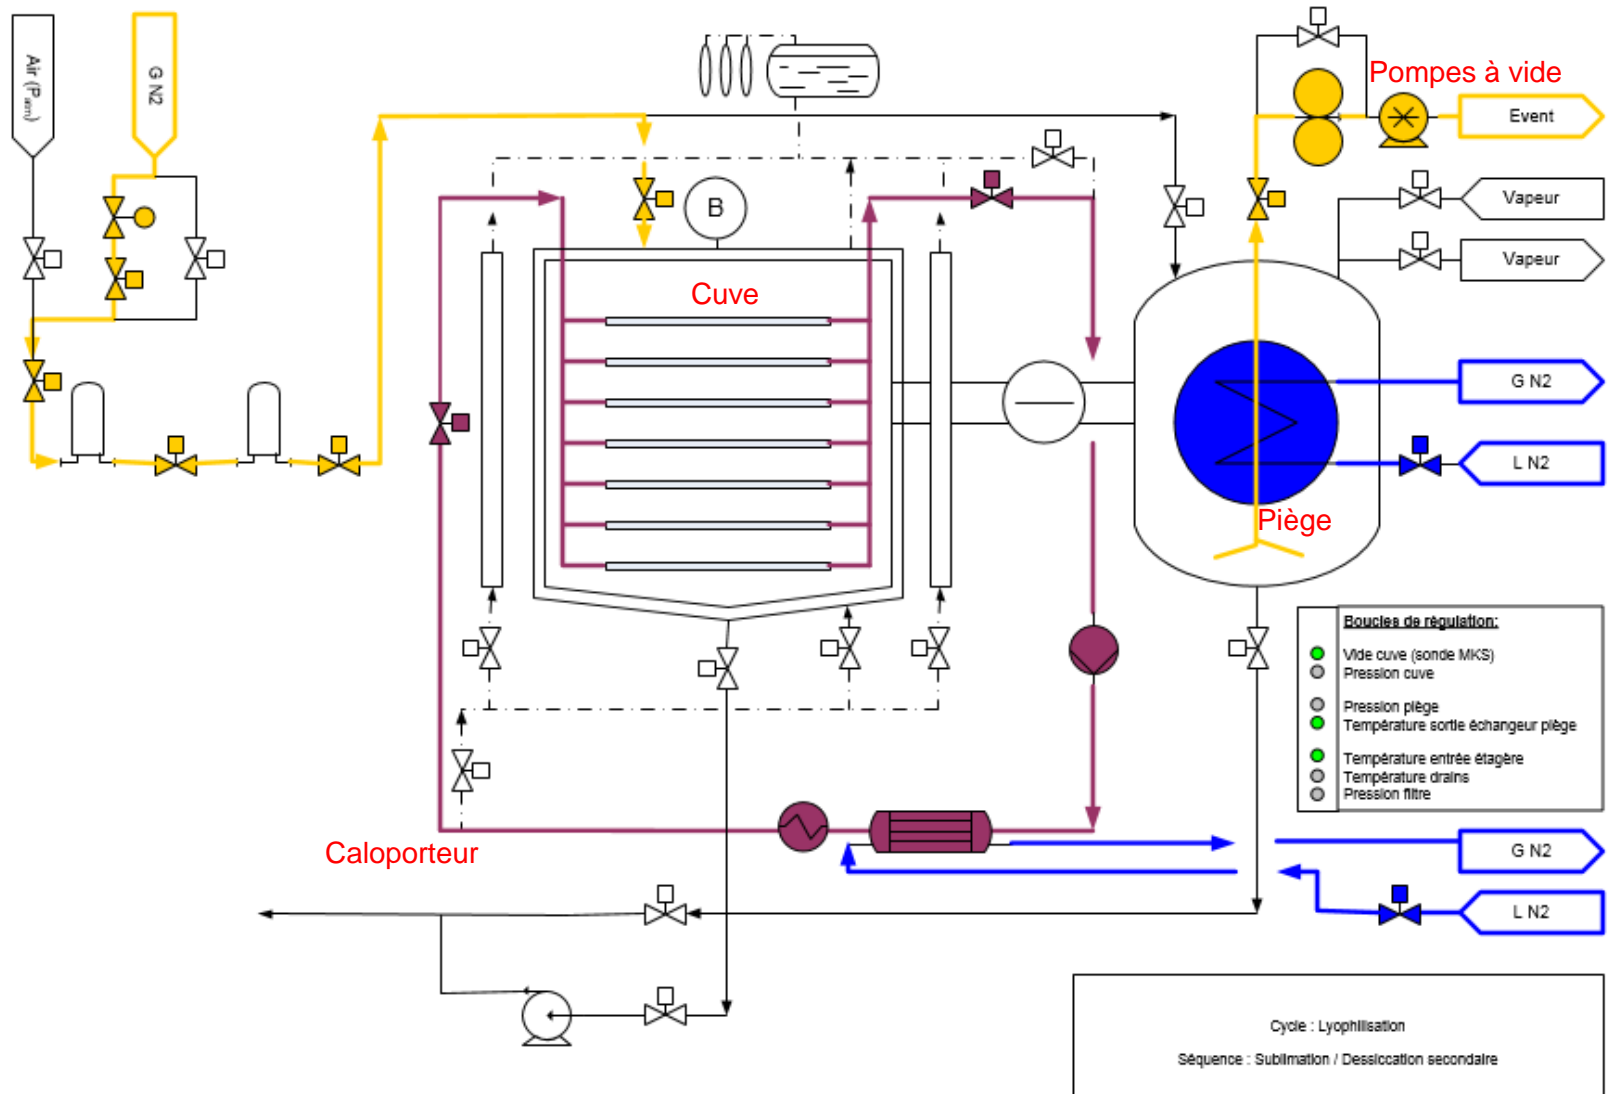 Air (Patm)
G N2
Pompes à vide
Event
B
Vapeur
Vapeur
Cuve
G N2
L N2
Piège
Boucles de régulation:
Vide cuve (sonde MKS)
Pression cuve
Pression piège
Température sortie échangeur piège
Température entrée étagère
Température drains
Pression filtre
Caloporteur
G N2
L N2
Cycle : Lyophilisation
Séquence : Sublimation / Dessiccation secondaire